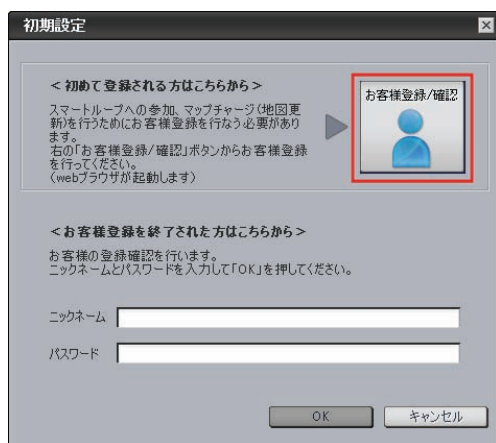 初期設定
＜初めて登録される方はこちらから＞
スマートループへの参加、マップチャージ（地図更
新）を行うためにお客様登録を行なう必要があり
ます。
右の「お客様登録/確認」ボタンからお客様登録
を行ってください。
（webブラウザが起動します）
お客様登録/確認
＜お客様登録を終了された方はこちらから＞
お客様の登録確認を行います。
ニックネームとパスワードを入力して「OK」を押してください。
ニックネーム
パスワード
OK
キャンセル